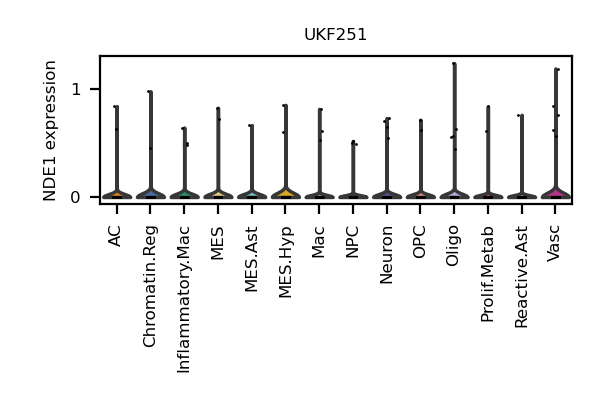 UKF251
NDE1 expression
1
0
AC
Chromatin.Reg
Inflammatory.Mac
MES
MES.Ast
MES.Hyp
Mac
NPC
Neuron
OPC
Oligo
Prolif.Metab
Reactive.Ast
Vasc